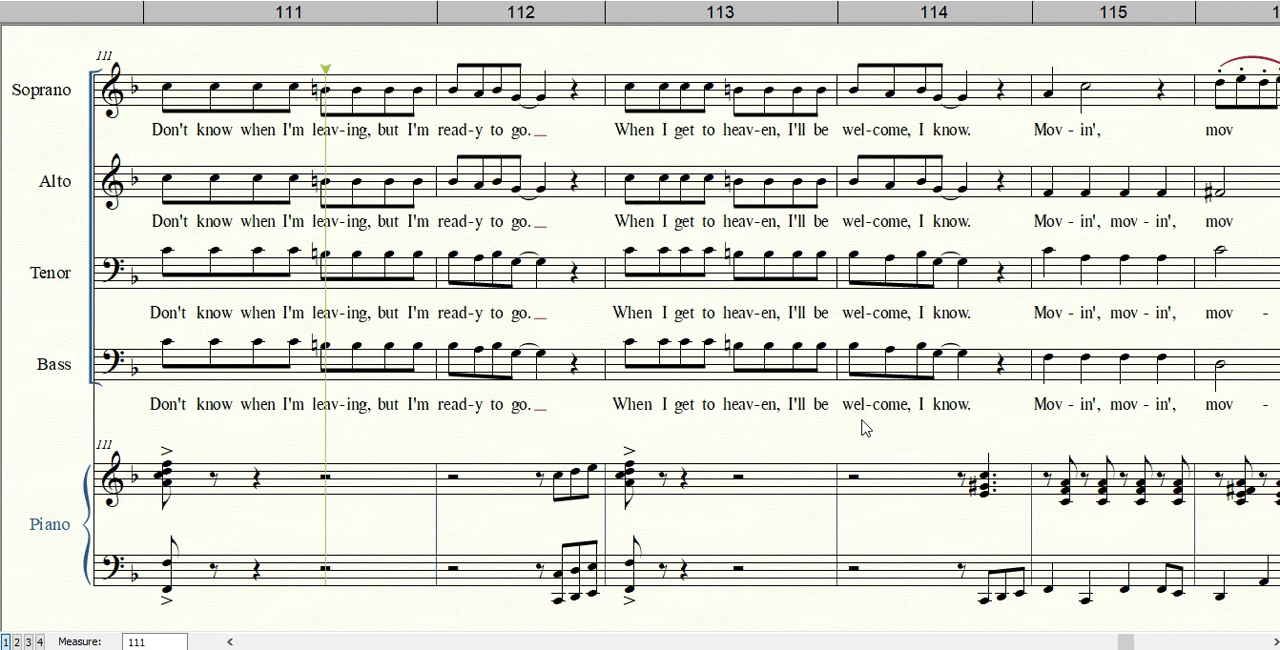 111 112 113 114 115
111
Soprano
Don't know when I'm leav-ing, but I'm read-y to go._ When I get to heav-en, I'll be wel-come, I know. Mov - in', mov
Alto
Don't know when I'm leav-ing, but I'm read-y to go._ When I get to heav-en, I'll be wel-come, I know. Mov - in', mov - in', mov
Tenor
Don't know when I'm leav-ing, but I'm read-y to go._ When I get to heav-en, I'll be wel-come, I know. Mov - in', mov - in', mov -
Bass
Don't know when I'm leav-ing, but I'm read-y to go._ When I get to heav-en, I'll be wel-come, I know. Mov - in', mov - in', mov -
111
Piano
1 2 3 4 Measure: 111